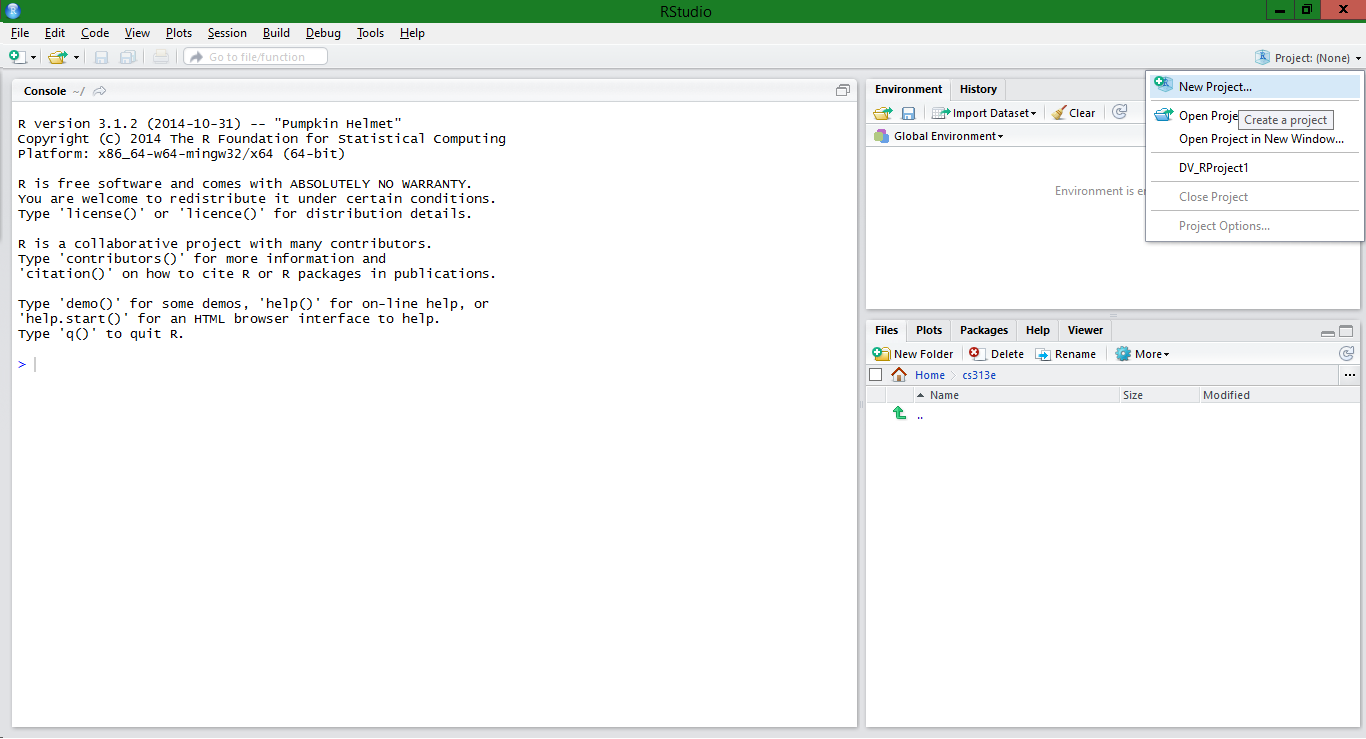 RStudio
File Edit Code View Plots Session Build Debug Tools Help
Go to file/function
Project: (None)
Console ~/
R version 3.1.2 (2014-10-31) -- "Pumpkin Helmet"
Copyright (C) 2014 The R Foundation for Statistical Computing
Platform: x86_64-w64-mingw32/x64 (64-bit)
R is free software and comes with ABSOLUTELY NO WARRANTY.
You are welcome to redistribute it under certain conditions.
Type 'license()' or 'licence()' for distribution details.
R is a collaborative project with many contributors.
Type 'contributors()' for more information and
'citation()' on how to cite R or R packages in publications.
Type 'demo()' for some demos, 'help()' for on-line help, or
'help.start()' for an HTML browser interface to help.
Type 'q()' to quit R.
>
Environment History
Import Dataset Clear
Global Environment
Environment is
New Project...
Open
Create a project
Open Project in New Window...
DV_RProject1
Close Project
Project Options...
Files Plots Packages Help Viewer
New Folder Delete Rename More
Home cs313e ...
Name Size Modified
..